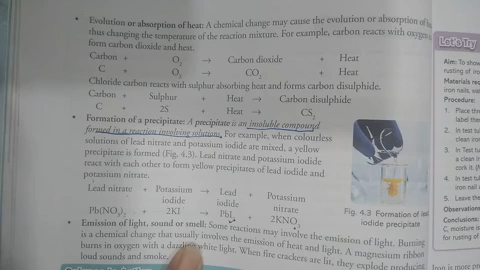 • Evolution or absorption of heat: A chemical change may cause the evolution or absorption of heat
thus changing the temperature of the reaction mixture. For example, carbon reacts with oxygen
form carbon dioxide and heat.
Carbon + O2 → Carbon dioxide + Heat
C + O2 → CO2 + Heat
Chloride carbon reacts with sulphur absorbing heat and forms carbon disulphide.
Carbon + Sulphur + Heat → Carbon disulphide
C + 2S + Heat → CS2
• Formation of a precipitate: A precipitate is an insoluble compound
formed in a reaction involving solutions. For example, when colourless
solutions of lead nitrate and potassium iodide are mixed, a yellow
precipitate is formed (Fig. 4.3). Lead nitrate and potassium iodide
react with each other to form yellow precipitates of lead iodide and
potassium nitrate.
Lead nitrate + Potassium iodide → Lead iodide + Potassium nitrate
Pb(NO3)2 + 2KI → PbI + 2KNO3
Fig. 4.3 Formation of lead
iodide precipitate
• Emission of light, sound or smell: Some reactions may involve the emission of light. Burning
is a chemical change that usually involves the emission of heat and light. A magnesium ribbon
burns in oxygen with a dazzling white light. When fire crackers are lit, they explode producing
loud sounds and smoke.
Let's Try
Aim: To show
rusting of iron
Material
iron nails, wa
Procedure:
1. Place thr
label then
2. In test tu
clean iron
3. In Test tu
a clean in
cork it
4. In test tu
iron nail
5. Leave the
Observations
Conclusions:
C, moisture is
for rusting of
Iron is more